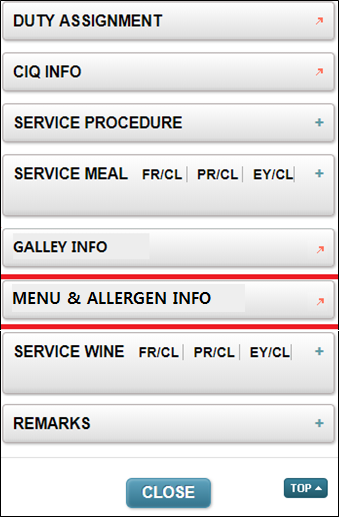 DUTY ASSIGNMENT
CIQ INFO
SERVICE PROCEDURE +
SERVICE MEAL FR/CL | PR/CL | EY/CL | +
GALLEY INFO
MENU & ALLERGEN INFO
SERVICE WINE FR/CL | PR/CL | EY/CL | +
REMARKS +
CLOSE TOP